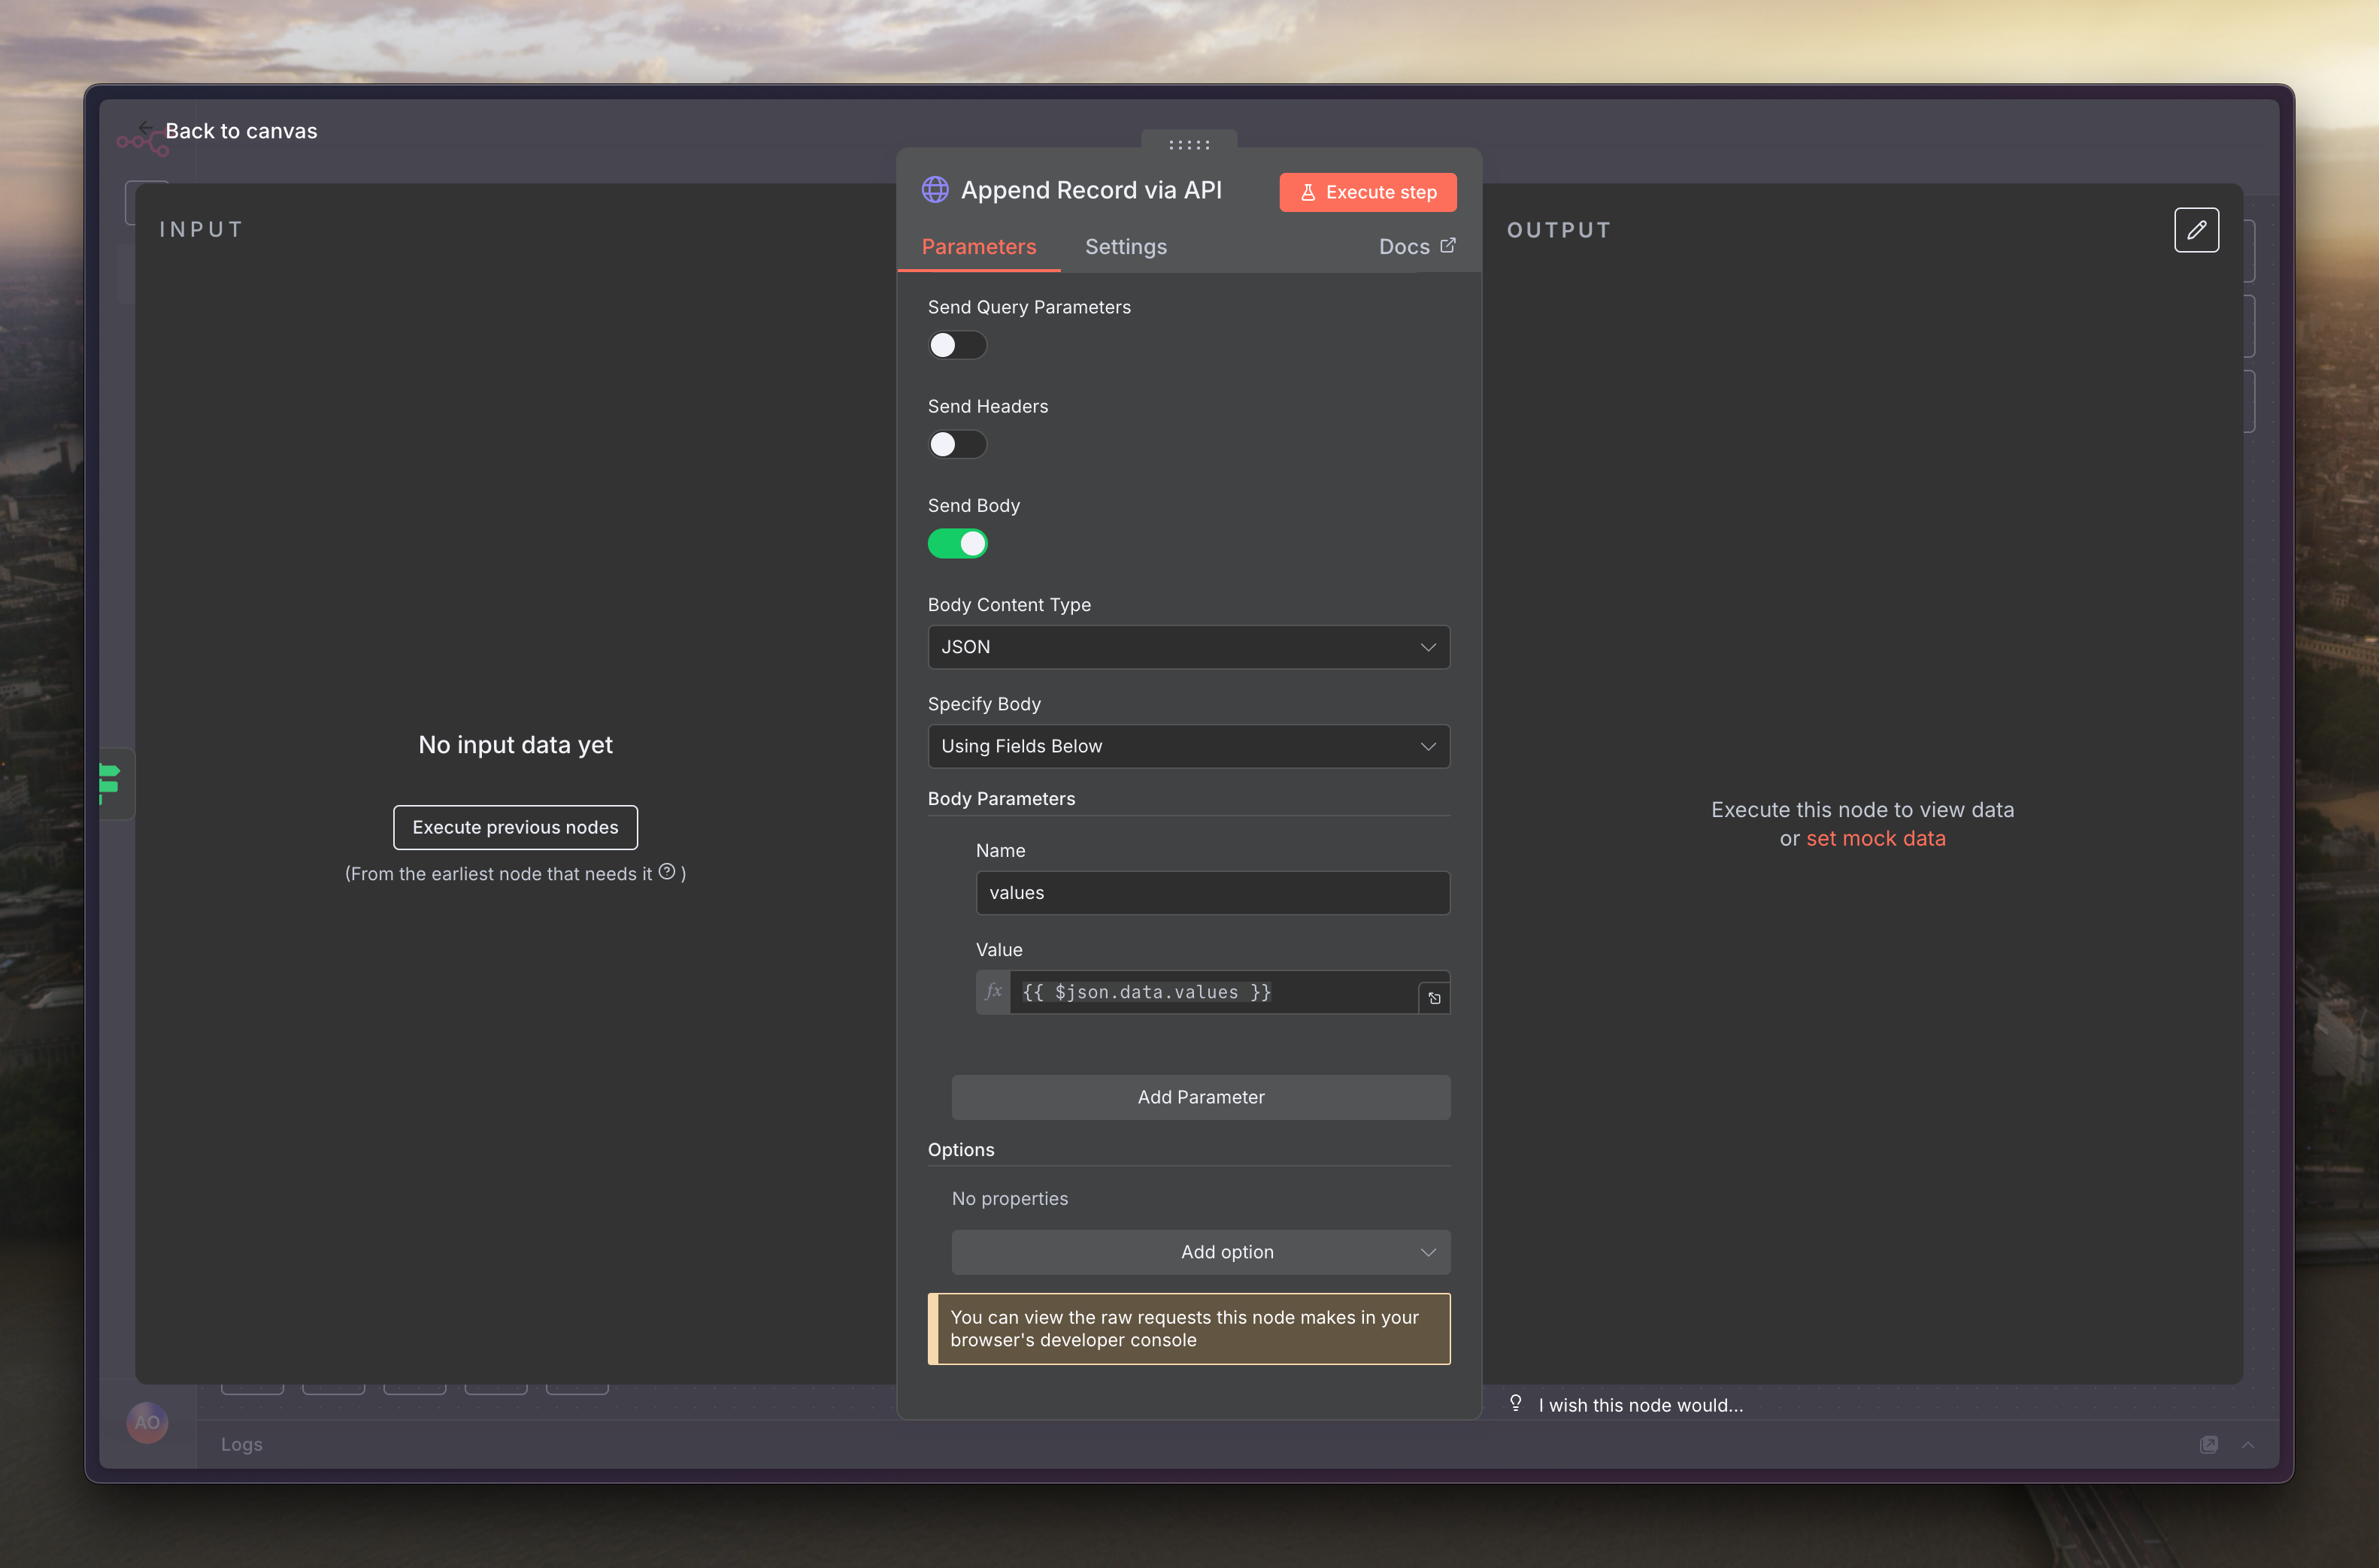 Back to canvas
INPUT
No input data yet
Execute previous nodes
(From the earliest node that needs it ? )
Append Record via API
Execute step
Parameters
Settings
Docs
Send Query Parameters
Send Headers
Send Body
Body Content Type
JSON
Specify Body
Using Fields Below
Body Parameters
Name
values
Value
fx
{{ $json.data.values }}
Add Parameter
Options
No properties
Add option
You can view the raw requests this node makes in your
browser's developer console
OUTPUT
Execute this node to view data
or set mock data
I wish this node would...
AO
Logs